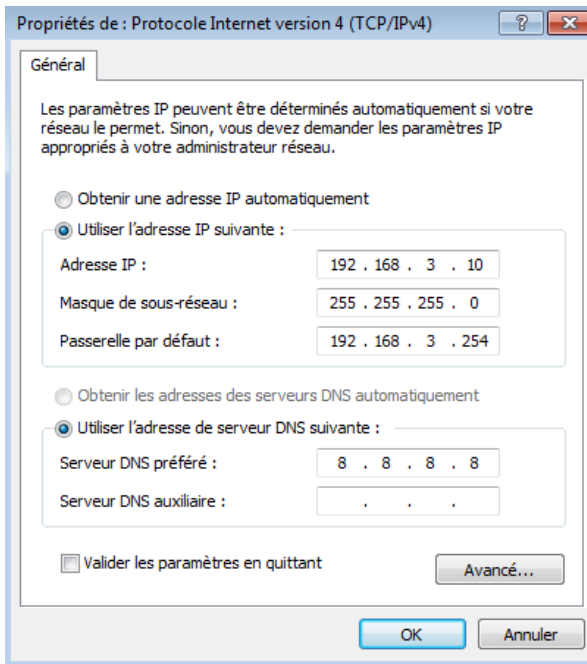 Propriétés de : Protocole Internet version 4 (TCP/IPv4)
?
Général
Les paramètres IP peuvent être déterminés automatiquement si votre
réseau le permet. Sinon, vous devez demander les paramètres IP
appropriés à votre administrateur réseau.
Obtenir une adresse IP automatiquement
Utiliser l'adresse IP suivante :
Adresse IP : 192 . 168 . 3 . 10
Masque de sous-réseau : 255 . 255 . 255 . 0
Passerelle par défaut : 192 . 168 . 3 . 254
Obtenir les adresses des serveurs DNS automatiquement
Utiliser l'adresse de serveur DNS suivante :
Serveur DNS préféré : 8 . 8 . 8 . 8
Serveur DNS auxiliaire : . . .
Valider les paramètres en quittant
Avancé...
OK Annuler